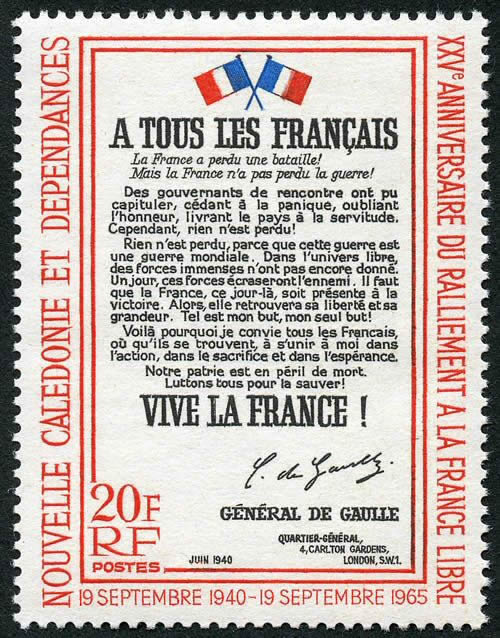 NOUVELLE CALEDONIE ET DEPENDANCES
XXVe ANNIVERSAIRE DU RALLIEMENT A LA FRANCE LIBRE
A TOUS LES FRANÇAIS
La France a perdu une bataille!
Mais la France n'a pas perdu la guerre!
Des gouvernants de rencontre ont pu
capituler, cédant à la panique, oubliant
l'honneur, livrant le pays à la servitude.
Cependant, rien n'est perdu!
Rien n'est perdu, parce que cette guerre est
une guerre mondiale. Dans l'univers libre,
des forces immenses n'ont pas encore donné.
Un jour, ces forces écraseront l'ennemi. Il faut
que la France, ce jour-là, soit présente à la
victoire. Alors, elle retrouvera sa liberté et sa
grandeur. Tel est mon but, mon seul but!
Voilà pourquoi je convie tous les Francais,
où qu'ils se trouvent, à s'unir à moi dans
l'action, dans le sacrifice et dans l'espérance.
Notre patrie est en péril de mort.
Luttons tous pour la sauver!
VIVE LA FRANCE !
C. de Gaulle.
GÉNÉRAL DE GAULLE
QUARTIER-GÉNÉRAL,
4, CARLTON GARDENS,
LONDON, S.W.1.
JUIN 1940
20F
RF
POSTES
19 SEPTEMBRE 1940-19 SEPTEMBRE 1965